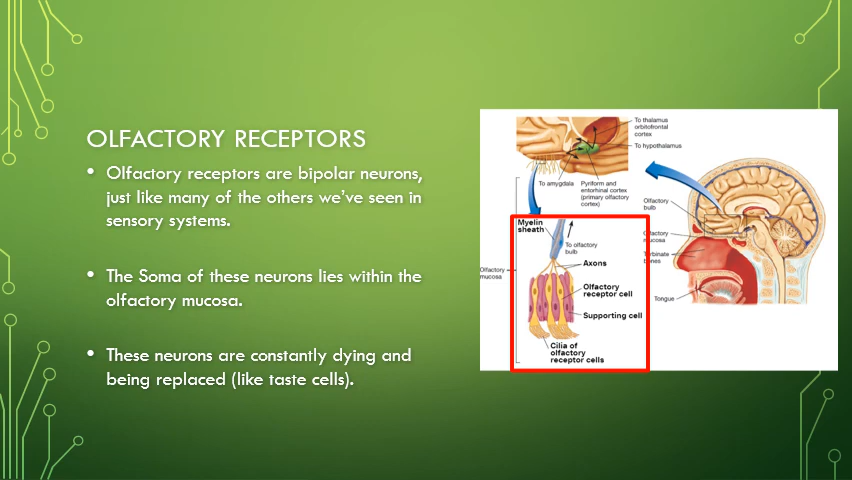 OLFACTORY RECEPTORS
• Olfactory receptors are bipolar neurons,
just like many of the others we've seen in
sensory systems.
• The Soma of these neurons lies within the
olfactory mucosa.
• These neurons are constantly dying and
being replaced (like taste cells).
To thalamus
orbitofrontal
cortex
To hypothalamus
To amygdala
Pyriform and
entorhinal cortex
(primary olfactory
cortex)
Olfactory
mucosa
Myelin
sheath
To olfactory
bulb
Axons
Olfactory
receptor cell
Supporting cell
Cilia of
olfactory
receptor cells
Olfactory
bulb
Olfactory
mucosa
Turbinate
bones
Tongue